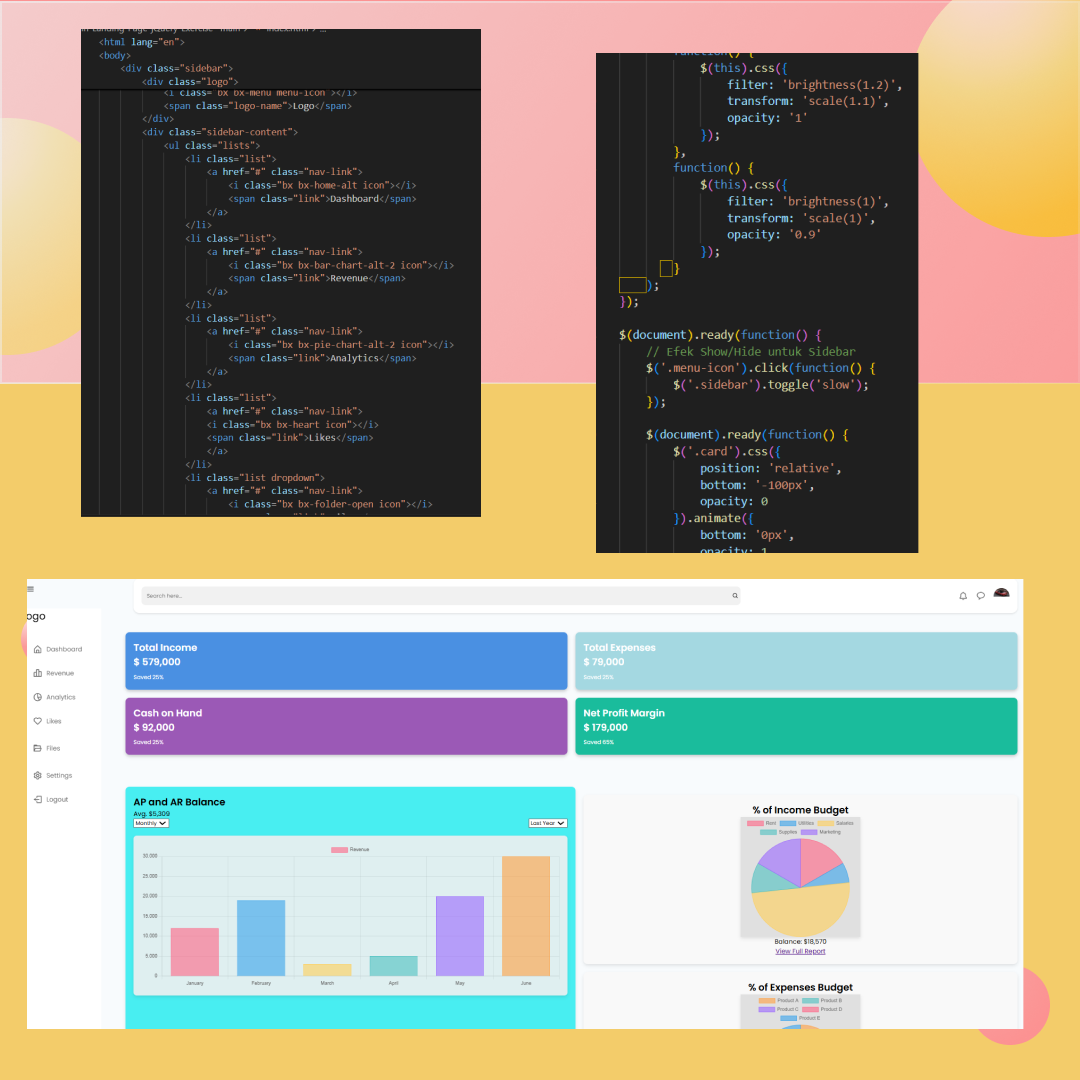 <html lang="en">
<body>
<div class="sidebar">
<div class="logo">
<i class="bx bx-menu menu-icon"></i>
<span class="logo-name">Logo</span>
</div>
<div class="sidebar-content">
<ul class="lists">
<li class="list">
<a href="#" class="nav-link">
<i class="bx bx-home-alt icon"></i>
<span class="link">Dashboard</span>
</a>
</li>
<li class="list">
<a href="#" class="nav-link">
<i class="bx bx-bar-chart-alt-2 icon"></i>
<span class="link">Revenue</span>
</a>
</li>
<li class="list">
<a href="#" class="nav-link">
<i class="bx bx-pie-chart-alt-2 icon"></i>
<span class="link">Analytics</span>
</a>
</li>
<li class="list">
<a href="#" class="nav-link">
<i class="bx bx-heart icon"></i>
<span class="link">Likes</span>
</a>
</li>
<li class="list dropdown">
<a href="#" class="nav-link">
<i class="bx bx-folder-open icon"></i>
function() {
$(this).css({
filter: 'brightness(1.2)',
transform: 'scale(1.1)',
opacity: '1'
});
},
function() {
$(this).css({
filter: 'brightness(1)',
transform: 'scale(1)',
opacity: '0.9'
});
}
);
});
$(document).ready(function() {
// Efek Show/Hide untuk Sidebar
$('.menu-icon').click(function() {
$('.sidebar').toggle('slow');
});
$(document).ready(function() {
$('.card').css({
position: 'relative',
bottom: '-100px',
opacity: 0
}).animate({
bottom: '0px',
opacity: 1
Search here...
ogo
Dashboard
Revenue
Analytics
Likes
Files
Settings
Logout
Total Income
$ 579,000
Saved 25%
Total Expenses
$ 79,000
Saved 25%
Cash on Hand
$ 92,000
Saved 25%
Net Profit Margin
$ 179,000
Saved 65%
AP and AR Balance
Avg. $5,309
Monthly
Last Year
Revenue
30,000
25,000
20,000
15,000
10,000
5,000
0
January February March April May June
% of Income Budget
Rent Utilities Salaries
Supplies Marketing
Balance: $18,570
View Full Report
% of Expenses Budget
Product A Product B
Product C Product D
Product E